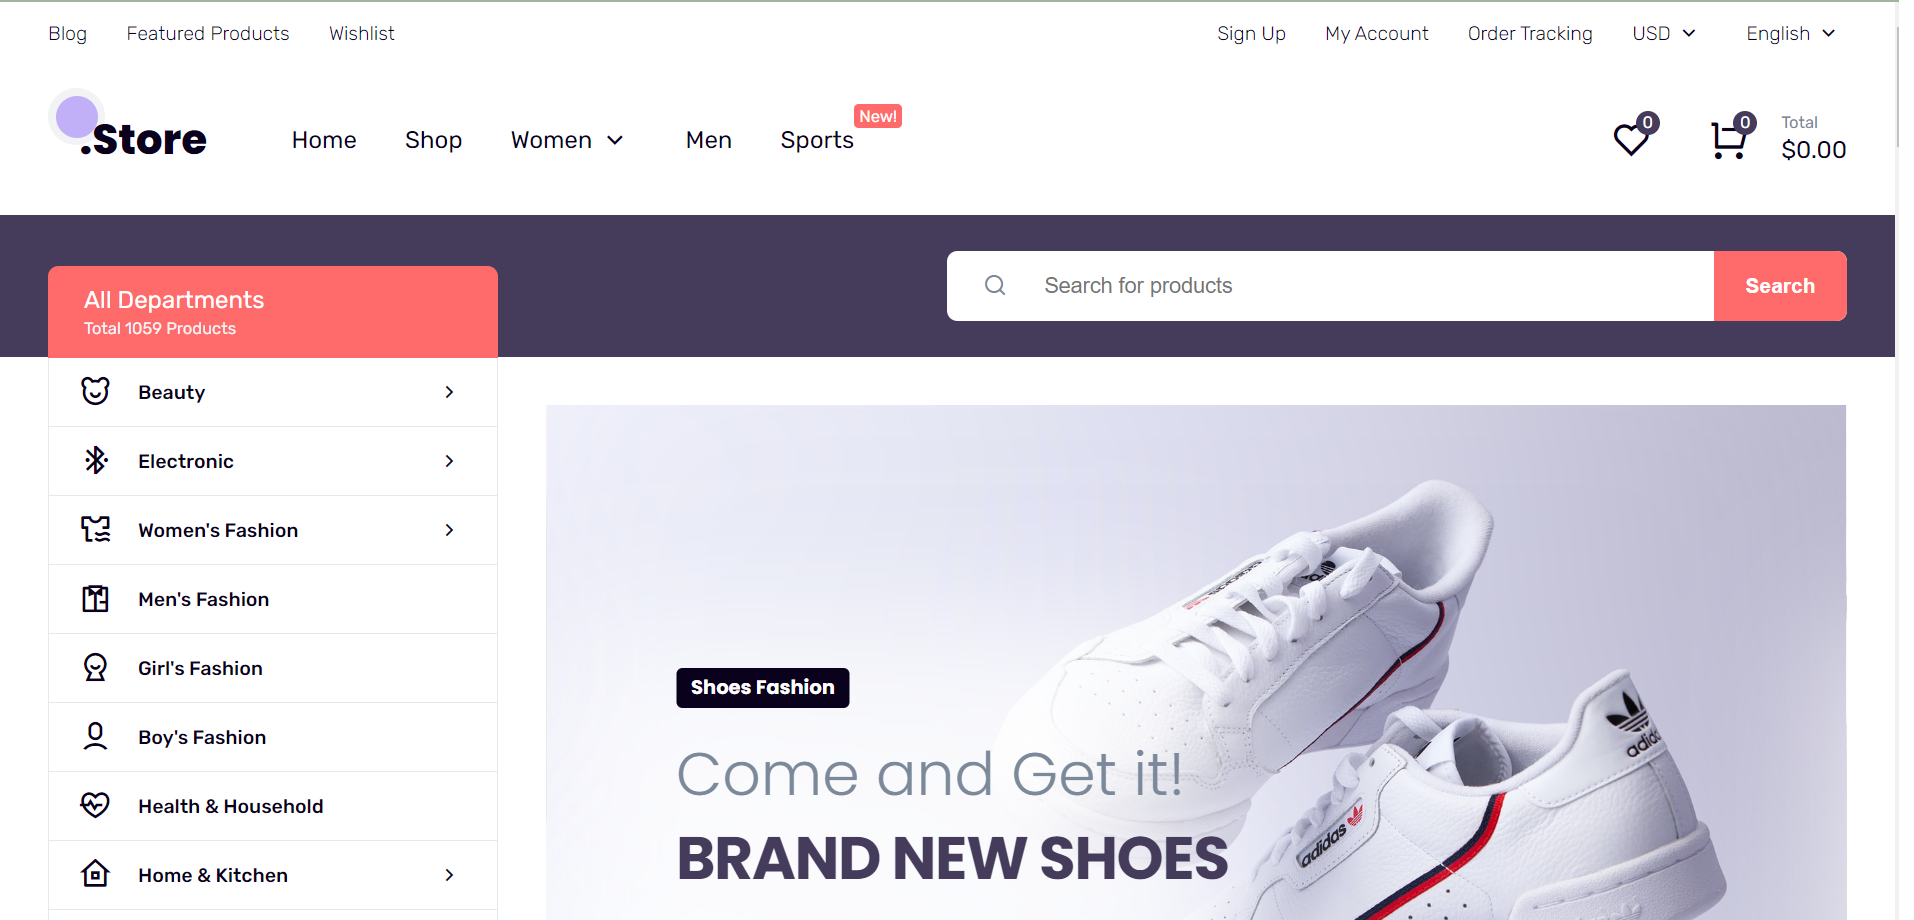 Blog Featured Products Wishlist Sign Up My Account Order Tracking USD English
.Store Home Shop Women Men Sports New! 0 0 Total $0.00
Search for products Search
All Departments
Total 1059 Products
Beauty
Electronic
Women's Fashion
Men's Fashion
Girl's Fashion
Boy's Fashion
Health & Household
Home & Kitchen
Shoes Fashion
Come and Get it!
BRAND NEW SHOES
adidas
adidas